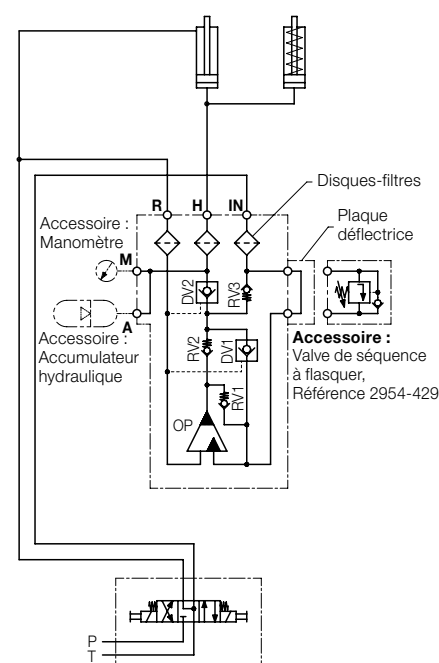 R H IN
Disques-filtres
Plaque
déflectrice
Accessoire :
Manomètre
M
A
Accessoire :
Accumulateur
hydraulique
DV2
RV3
RV2
DV1
RV1
OP
Accessoire :
Valve de séquence
à flasquer,
Référence 2954-429
P
T